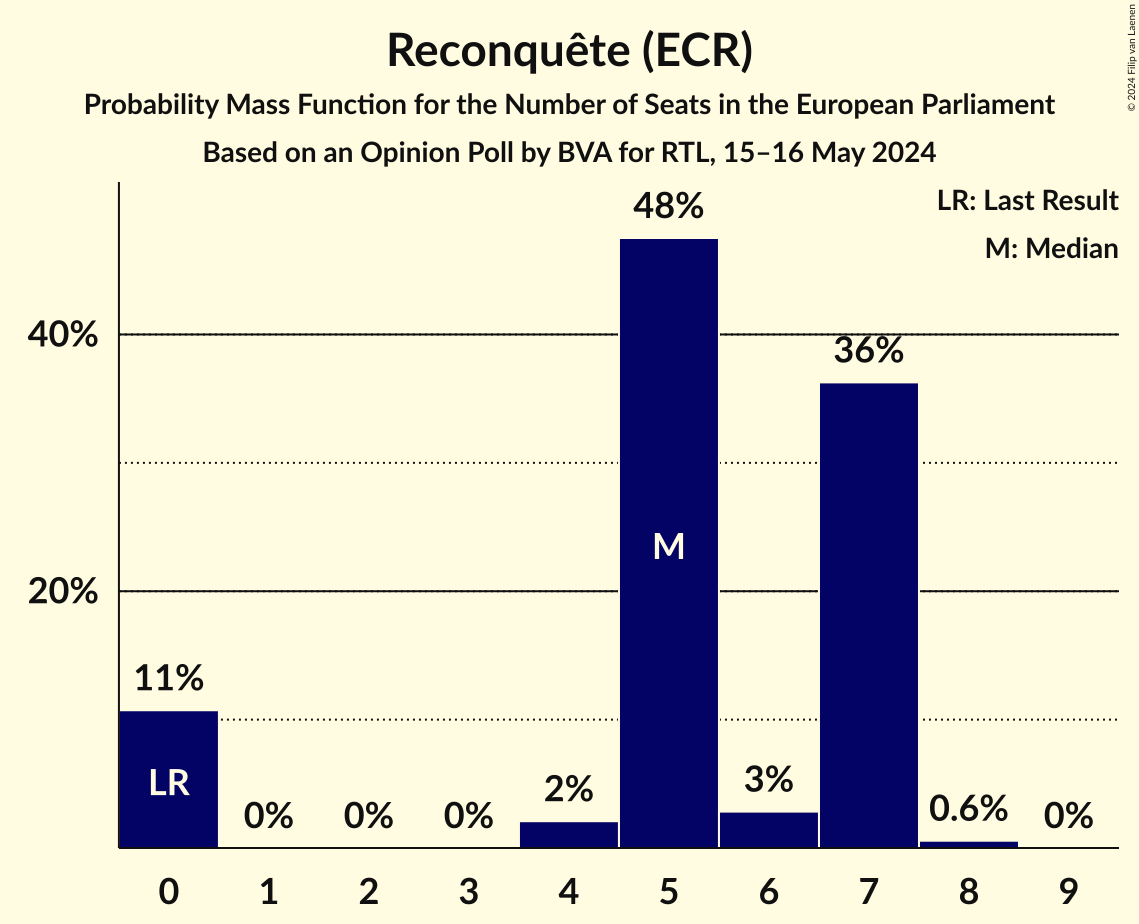 Reconquête (ECR)
Probability Mass Function for the Number of Seats in the European Parliament
Based on an Opinion Poll by BVA for RTL, 15–16 May 2024
© 2024 Filip van Laenen
LR: Last Result
M: Median
48%
40%
36%
M
20%
11%
LR
0%
0%
0%
2%
3%
0.6%
0%
0
1
2
3
4
5
6
7
8
9